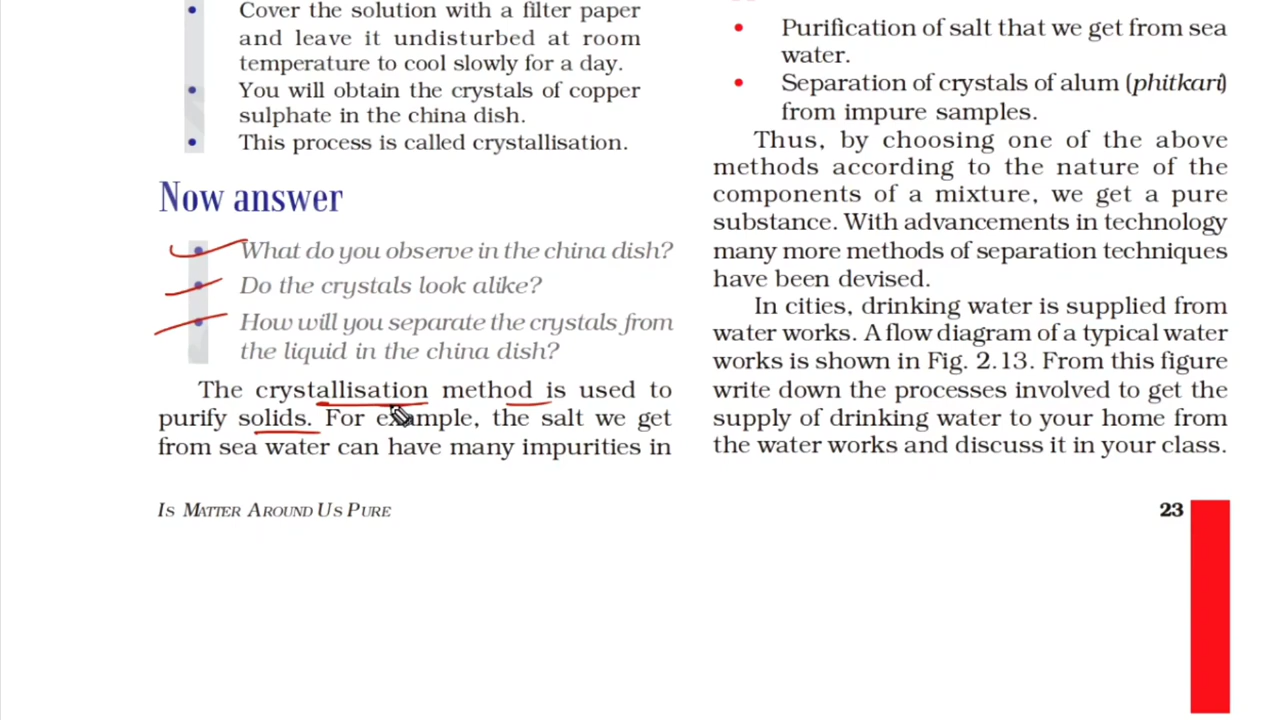 • Cover the solution with a filter paper
and leave it undisturbed at room
temperature to cool slowly for a day.
• You will obtain the crystals of copper
sulphate in the china dish.
• This process is called crystallisation.
Now answer
• What do you observe in the china dish?
• Do the crystals look alike?
• How will you separate the crystals from
the liquid in the china dish?
The crystallisation method is used to
purify solids. For example, the salt we get
from sea water can have many impurities in
• Purification of salt that we get from sea
water.
• Separation of crystals of alum (phitkari)
from impure samples.
Thus, by choosing one of the above
methods according to the nature of the
components of a mixture, we get a pure
substance. With advancements in technology
many more methods of separation techniques
have been devised.
In cities, drinking water is supplied from
water works. A flow diagram of a typical water
works is shown in Fig. 2.13. From this figure
write down the processes involved to get the
supply of drinking water to your home from
the water works and discuss it in your class.
IS MATTER AROUND US PURE
23